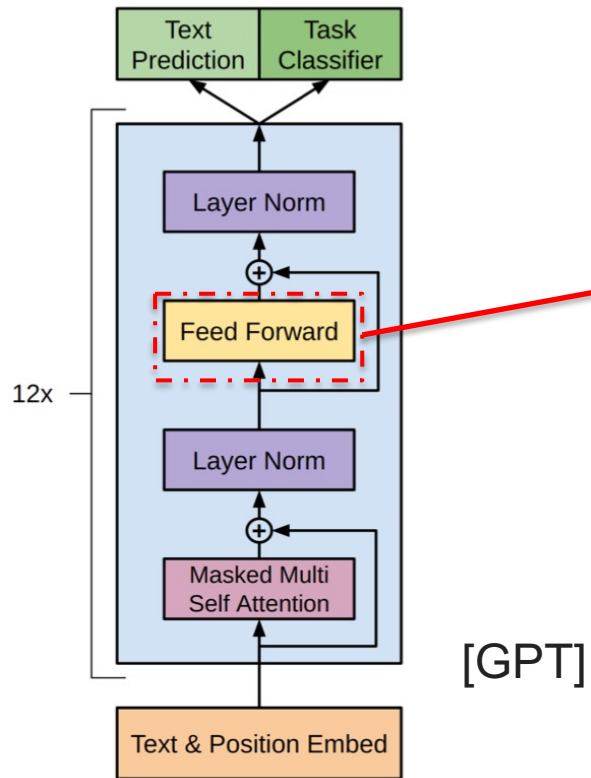 Text
Prediction
Task
Classifier
Layer Norm
+
Feed Forward
12x
Layer Norm
+
Masked Multi
Self Attention
[GPT]
Text & Position Embed